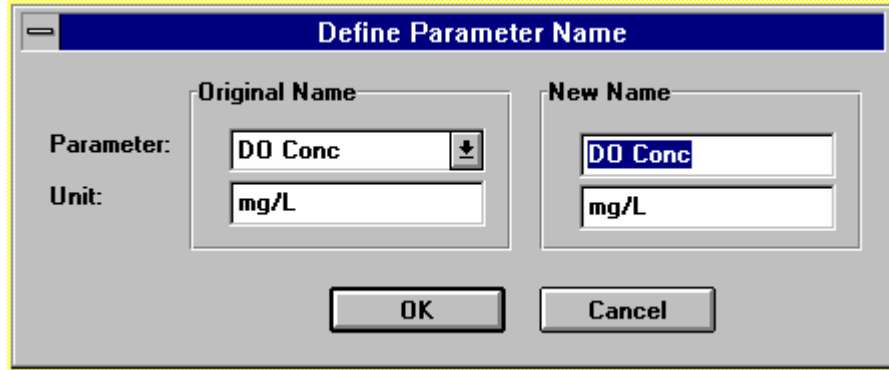 Define Parameter Name
Original Name
New Name
Parameter:
DO Conc
DO Conc
Unit:
mg/L
mg/L
OK
Cancel